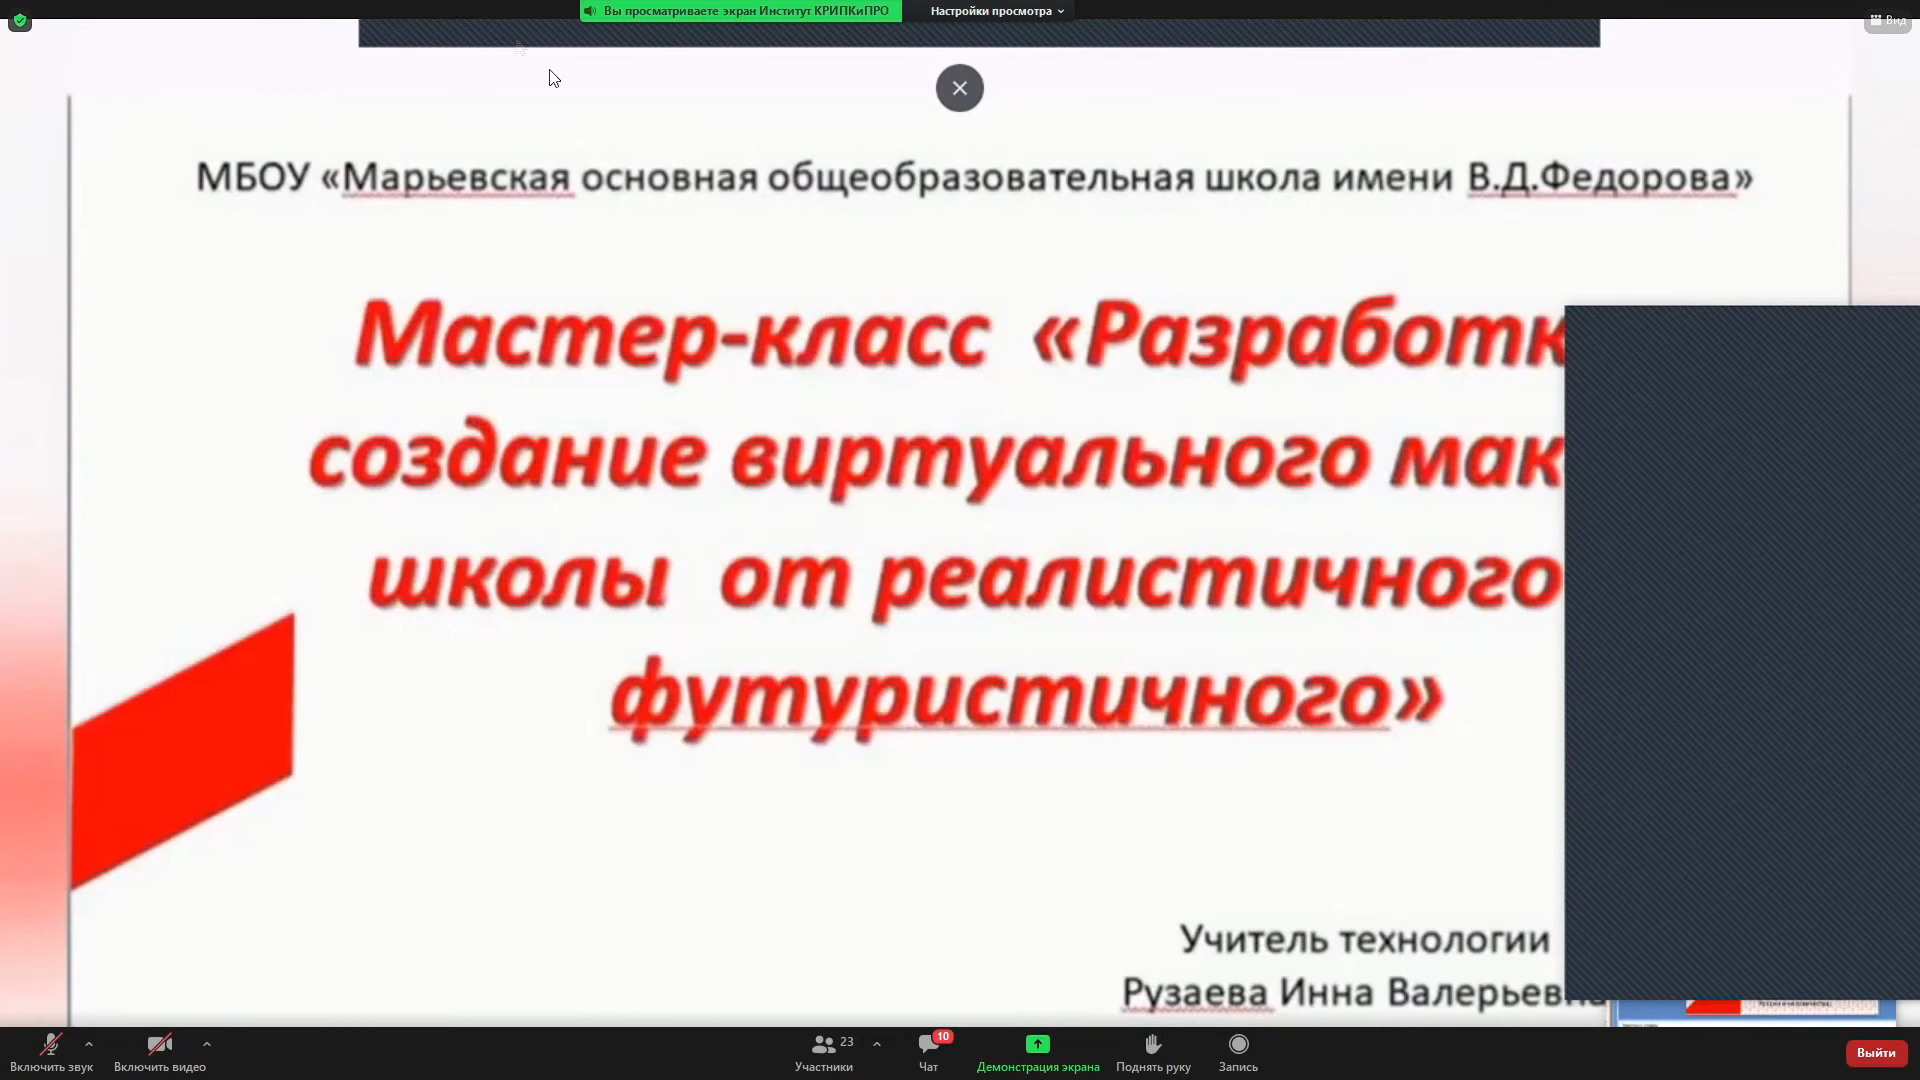 Вы просматриваете экран Институт КРИПКиПРО
Настройки просмотра
Вид
МБОУ «Марьевская основная общеобразовательная школа имени В.Д.Федорова»
Мастер-класс «Разработк
создание виртуального мак
школы от реалистичного
футуристичного»
Учитель технологии
Рузаева Инна Валерьевна
Включить звук
Включить видео
23
Участники
10
Чат
Демонстрация экрана
Поднять руку
Запись
Выйти